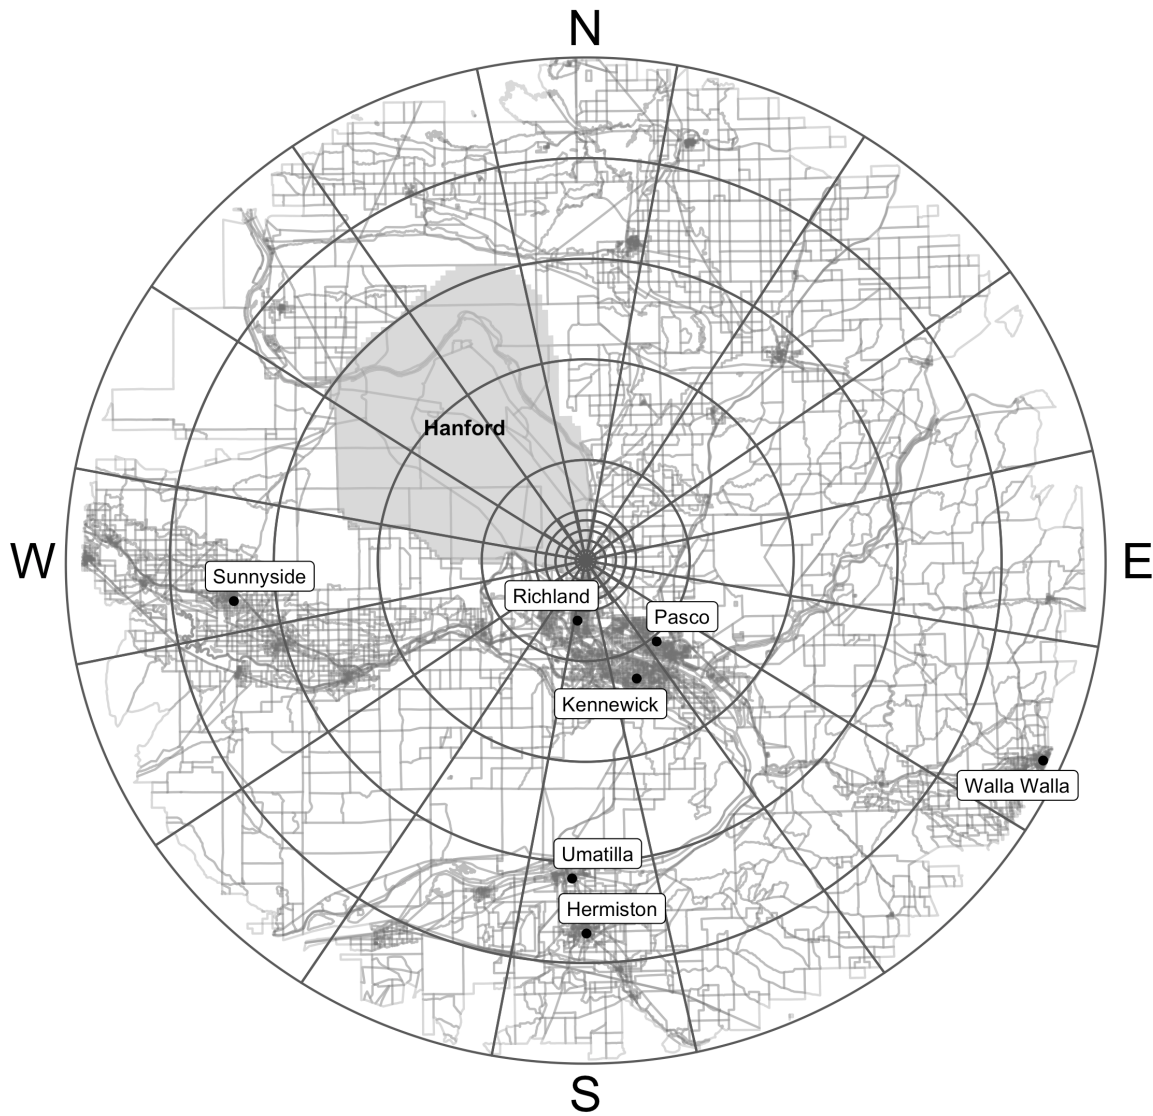 N
Hanford
W
E
Sunnyside
Richland
Pasco
Kennewick
Walla Walla
Umatilla
Hermiston
S